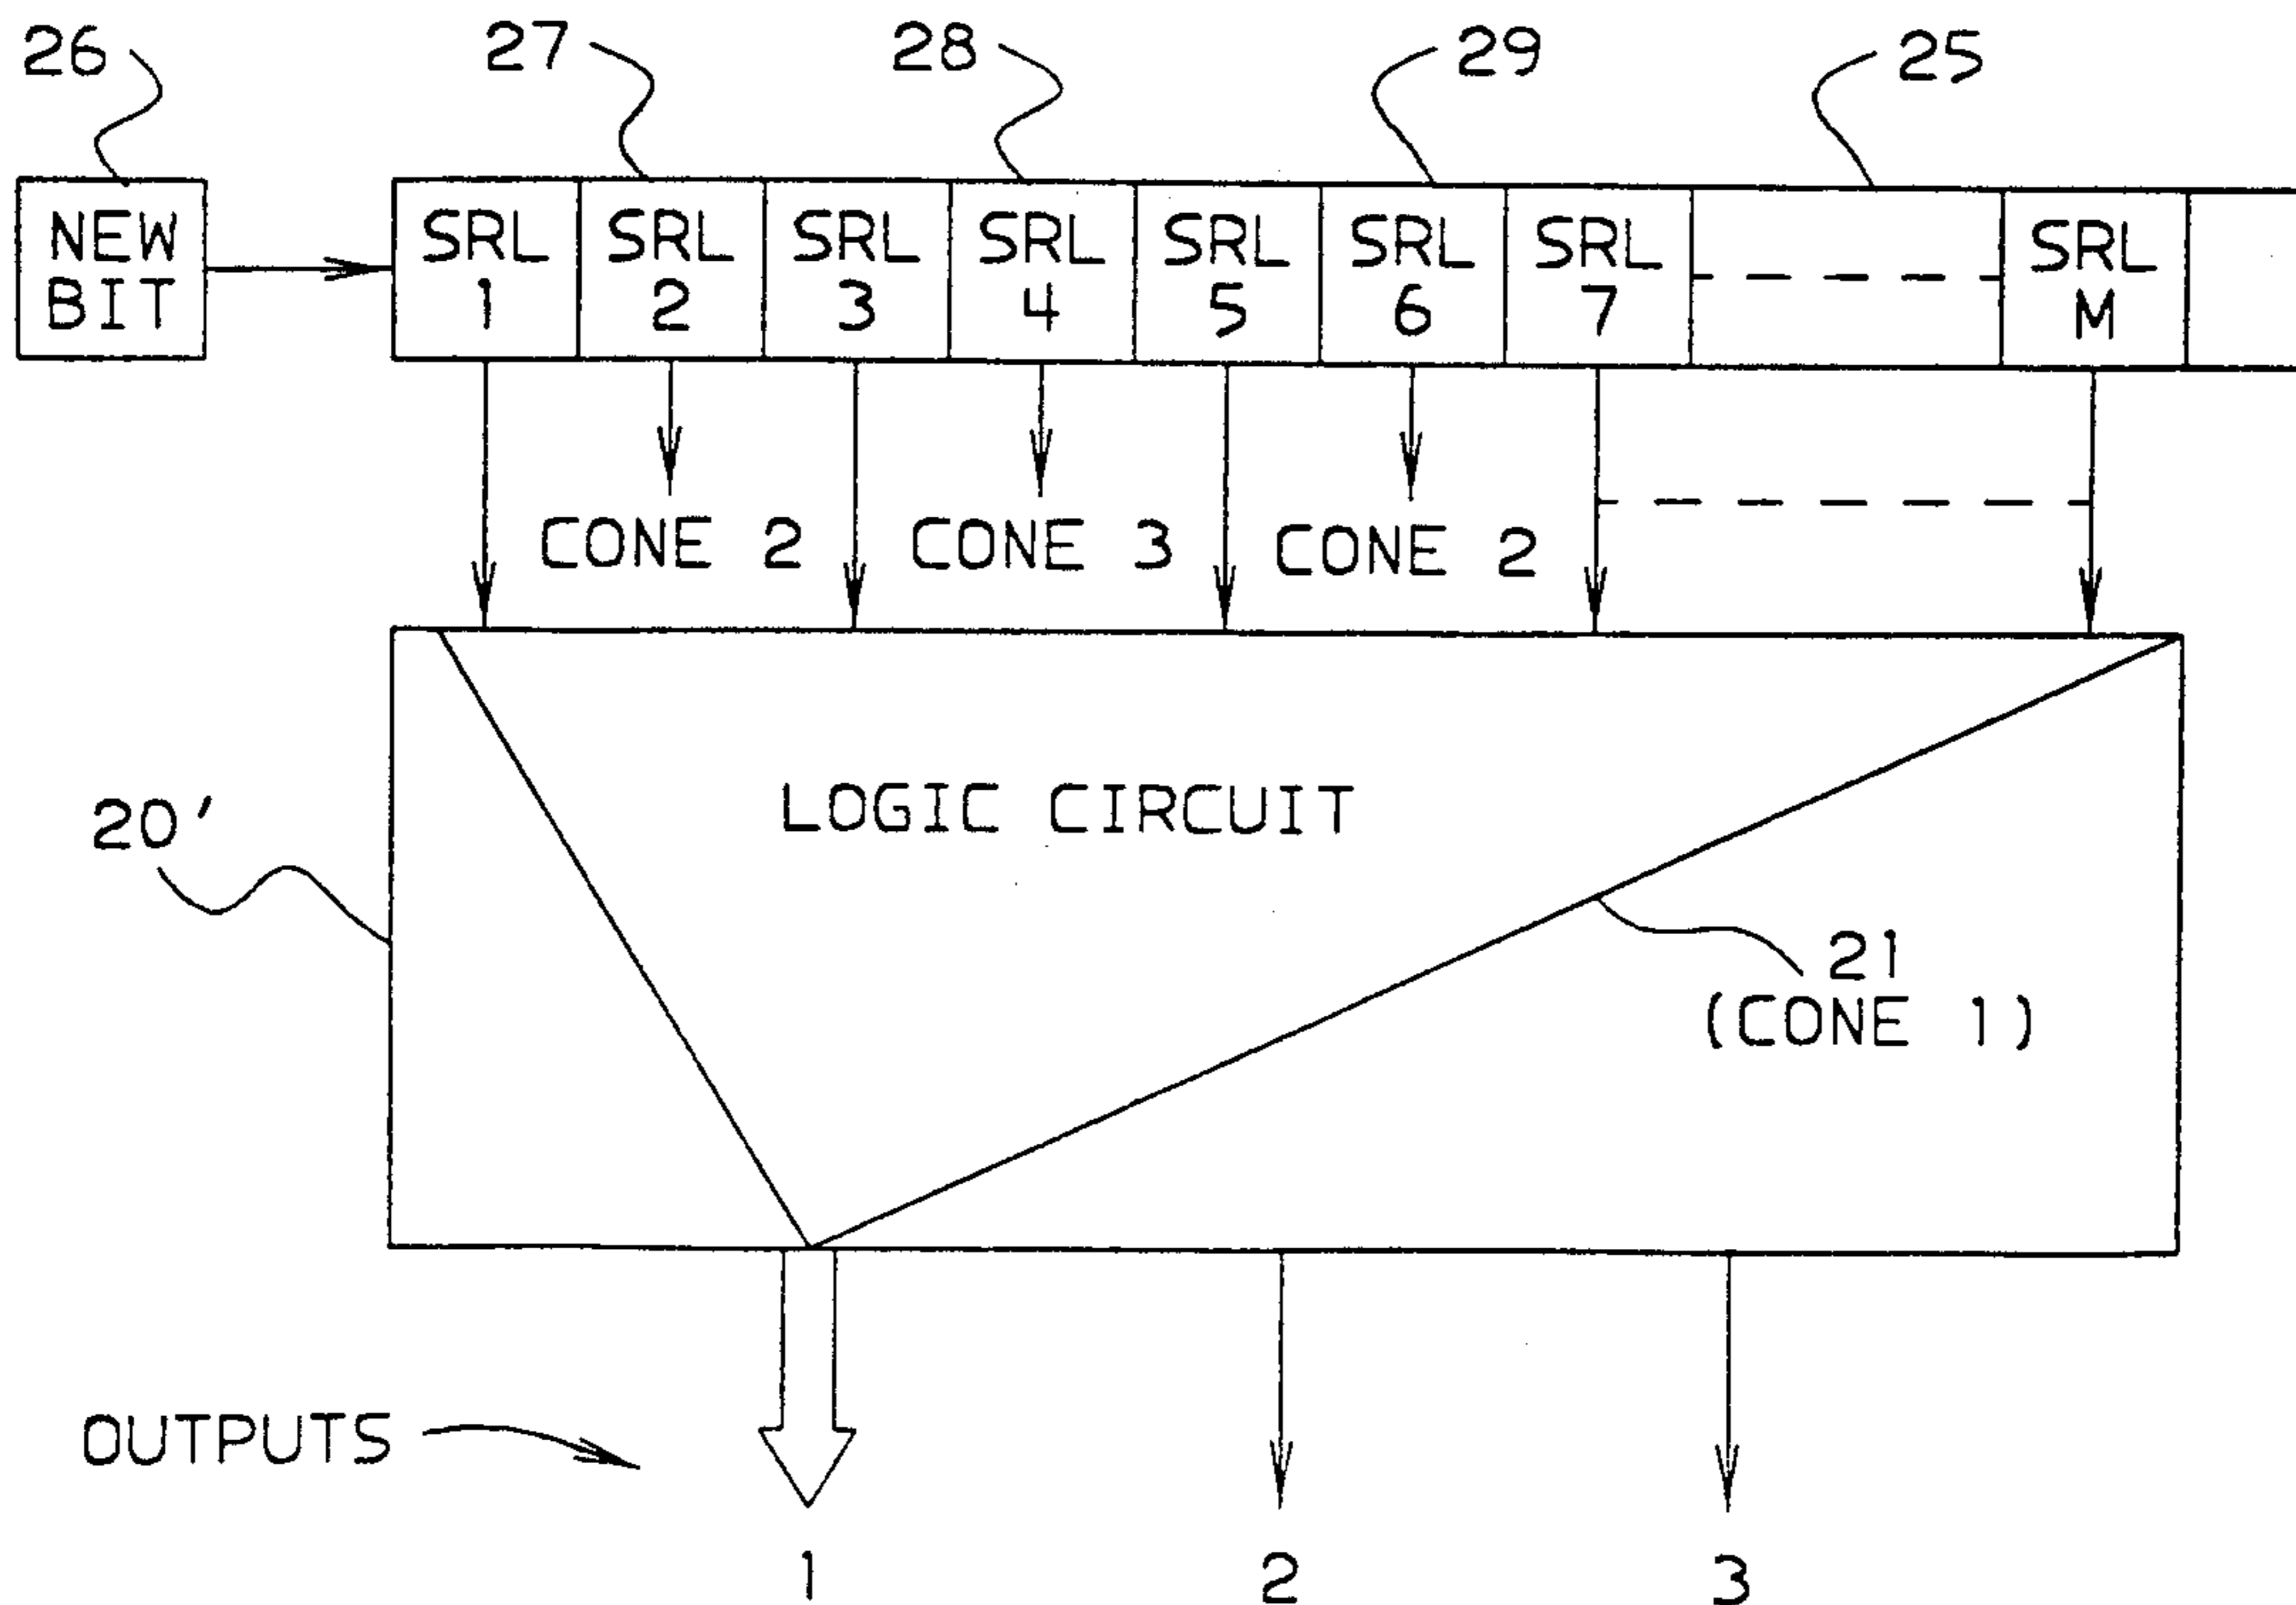 26 27 28 29 25
NEW BIT
SRL 1
SRL 2
SRL 3
SRL 4
SRL 5
SRL 6
SRL 7
SRL M
CONE 2 CONE 3 CONE 2
LOGIC CIRCUIT
20'
21
(CONE 1)
OUTPUTS
1 2 3